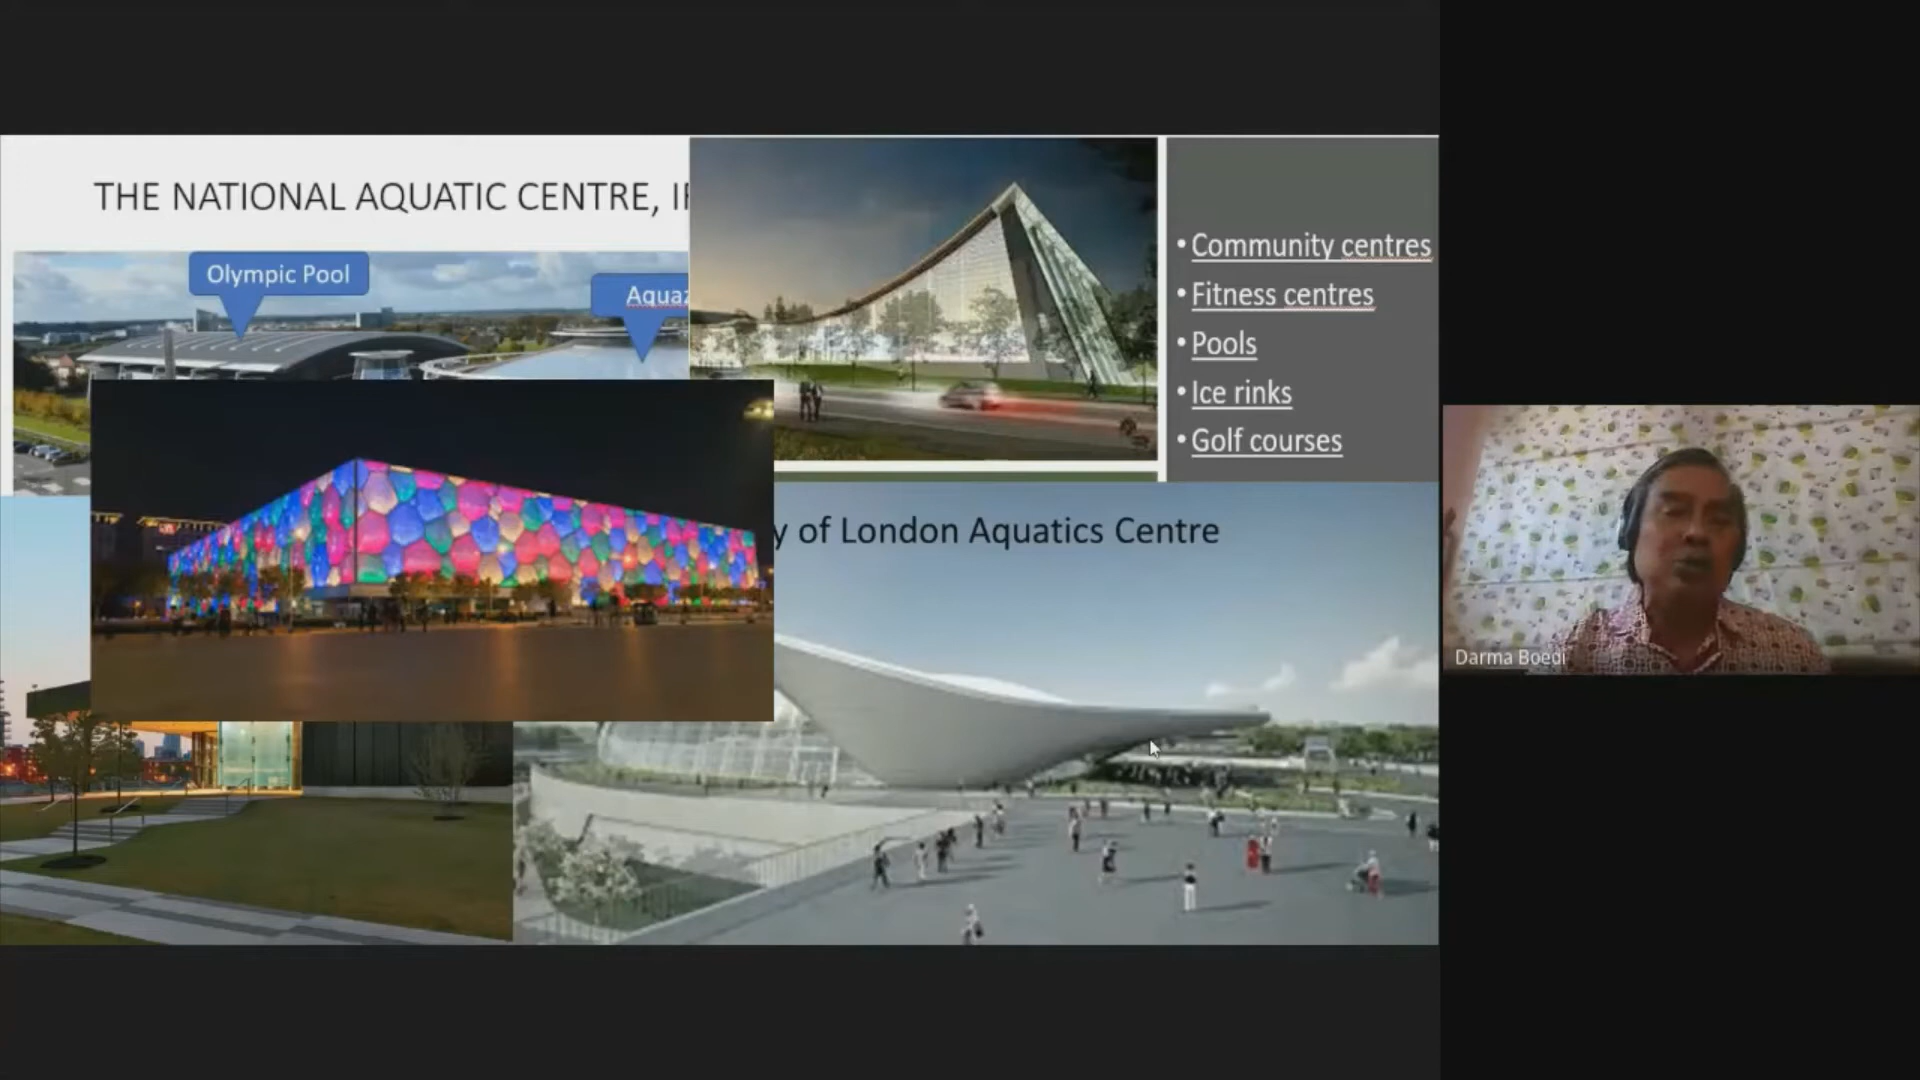 THE NATIONAL AQUATIC CENTRE,
Olympic Pool
• Community centres
• Fitness centres
• Pools
• Ice rinks
• Golf courses
of London Aquatics Centre
Darma Boedi